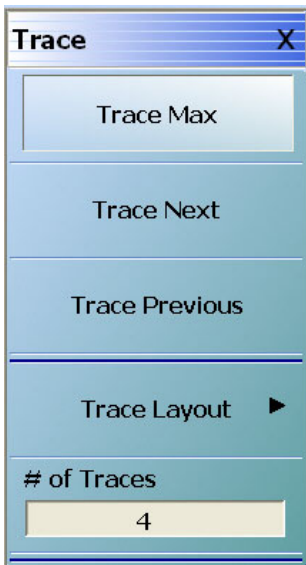 Trace X
Trace Max
Trace Next
Trace Previous
Trace Layout
# of Traces
4